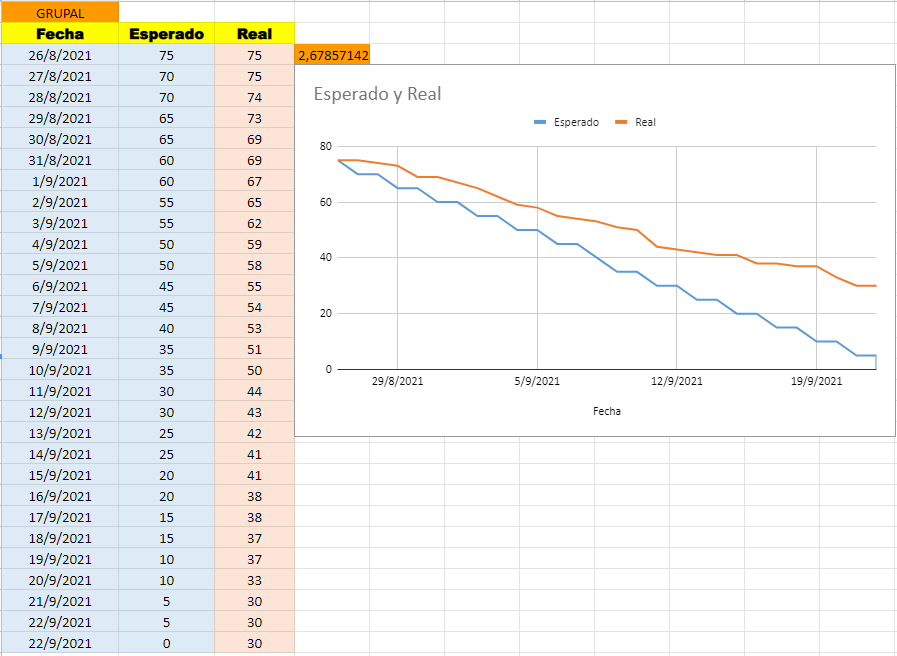 GRUPAL
Fecha Esperado Real
26/8/2021 75 75 2,67857142
27/8/2021 70 75
28/8/2021 70 74
29/8/2021 65 73
30/8/2021 65 69
31/8/2021 60 69
1/9/2021 60 67
2/9/2021 55 65
3/9/2021 55 62
4/9/2021 50 59
5/9/2021 50 58
6/9/2021 45 55
7/9/2021 45 54
8/9/2021 40 53
9/9/2021 35 51
10/9/2021 35 50
11/9/2021 30 44
12/9/2021 30 43
13/9/2021 25 42
14/9/2021 25 41
15/9/2021 20 41
16/9/2021 20 38
17/9/2021 15 38
18/9/2021 15 37
19/9/2021 10 37
20/9/2021 10 33
21/9/2021 5 30
22/9/2021 5 30
22/9/2021 0 30
Esperado y Real
Esperado Real
80
60
40
20
0
29/8/2021 5/9/2021 12/9/2021 19/9/2021
Fecha